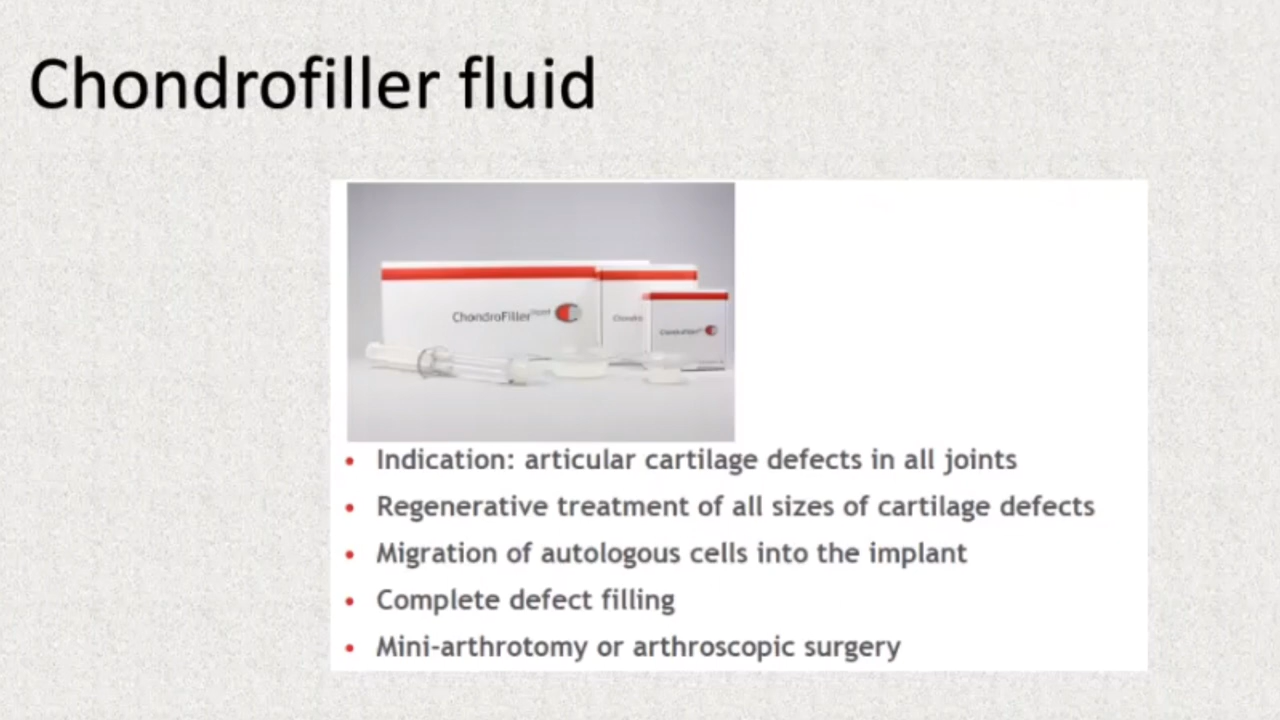 Chondrofiller fluid
ChondroFiller
• Indication: articular cartilage defects in all joints
• Regenerative treatment of all sizes of cartilage defects
• Migration of autologous cells into the implant
• Complete defect filling
• Mini-arthrotomy or arthroscopic surgery